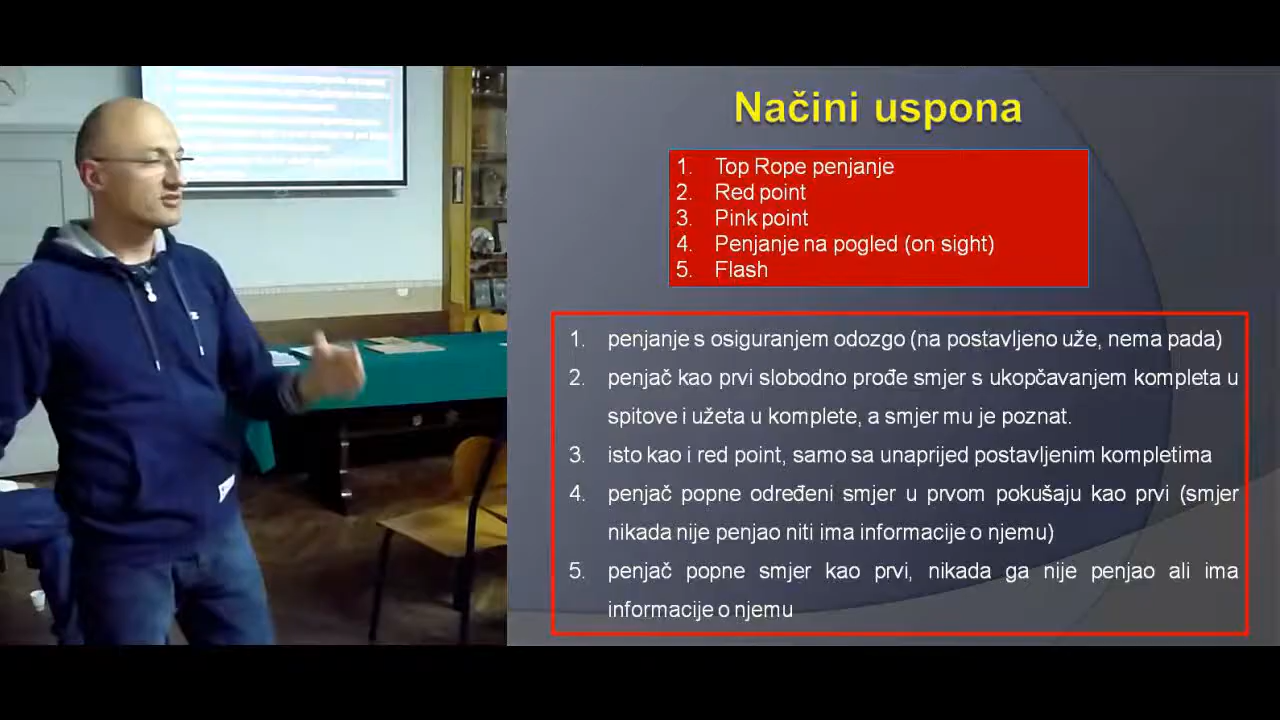 Načini uspona
1. Top Rope penjanje
2. Red point
3. Pink point
4. Penjanje na pogled (on sight)
5. Flash
1. penjanje s osiguranjem odozgo (na postavljeno uže, nema pada)
2. penjač kao prvi slobodno prođe smjer s ukopčavanjem kompleta u
spitove i užeta u komplete, a smjer mu je poznat.
3. isto kao i red point, samo sa unaprijed postavljenim kompletima
4. penjač popne određeni smjer u prvom pokušaju kao prvi (smjer
nikada nije penjao niti ima informacije o njemu)
5. penjač popne smjer kao prvi, nikada ga nije penjao ali ima
informacije o njemu